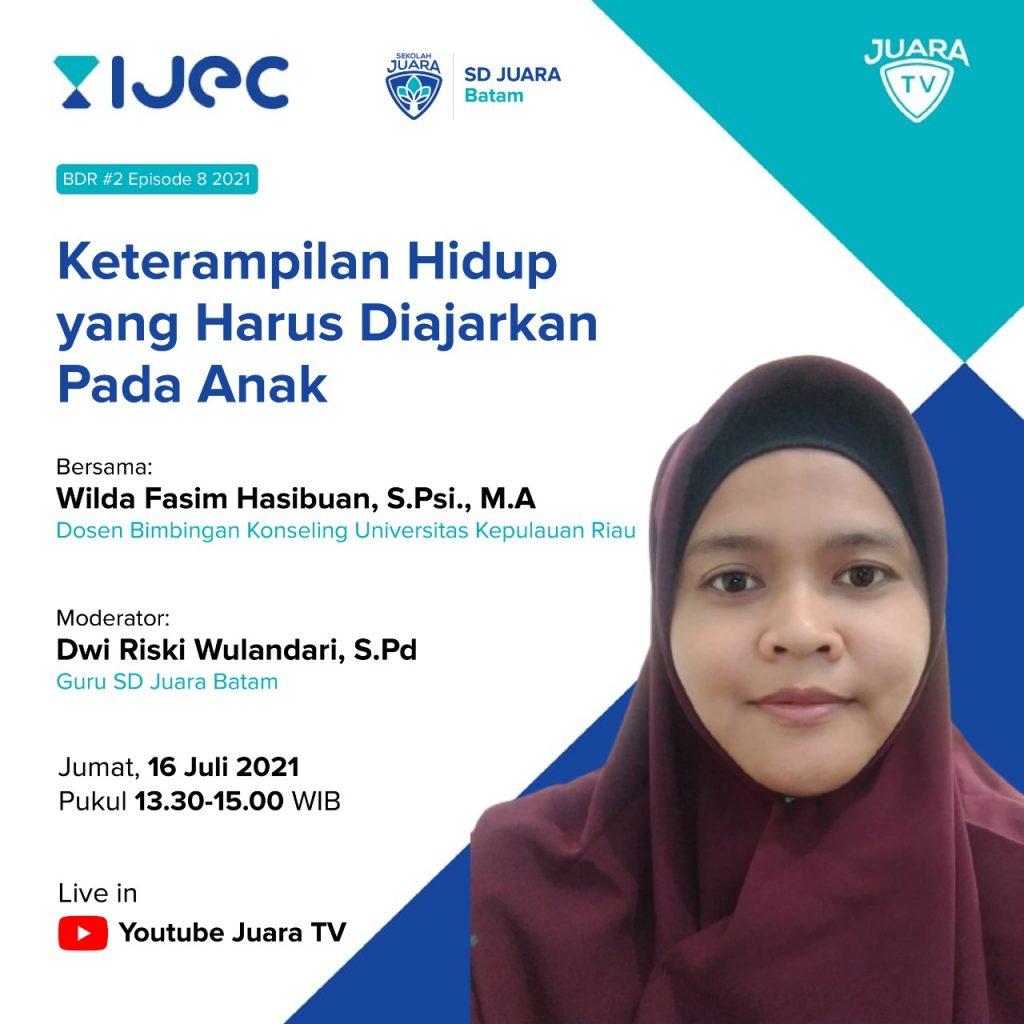 IJEC
SEKOLAH
JUARA
SD JUARA
Batam
JUARA
TV
BDR #2 Episode 8 2021
Keterampilan Hidup
yang Harus Diajarkan
Pada Anak
Bersama:
Wilda Fasim Hasibuan, S.Psi., M.A
Dosen Bimbingan Konseling Universitas Kepulauan Riau
Moderator:
Dwi Riski Wulandari, S.Pd
Guru SD Juara Batam
Jumat, 16 Juli 2021
Pukul 13.30-15.00 WIB
Live in
Youtube Juara TV